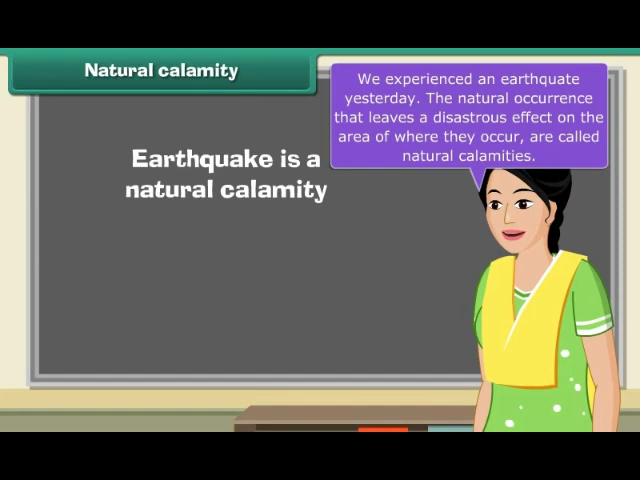 Natural calamity
We experienced an earthquate
yesterday. The natural occurrence
that leaves a disastrous effect on the
area of where they occur, are called
natural calamities.
Earthquake is a
natural calamity